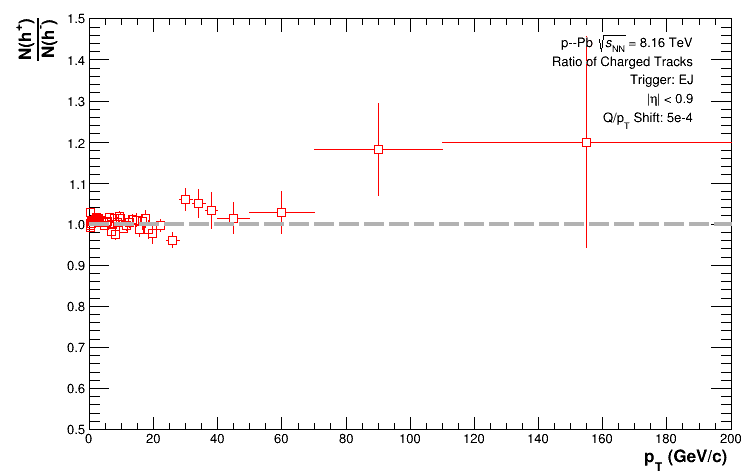 N(h⁺)
N(h⁻)
1.5
1.4
1.3
1.2
1.1
1.0
0.9
0.8
0.7
0.6
0.5
p--Pb √s_NN = 8.16 TeV
Ratio of Charged Tracks
Trigger: EJ
|η| < 0.9
Q/p_T Shift: 5e-4
0 20 40 60 80 100 120 140 160 180 200
p_T (GeV/c)